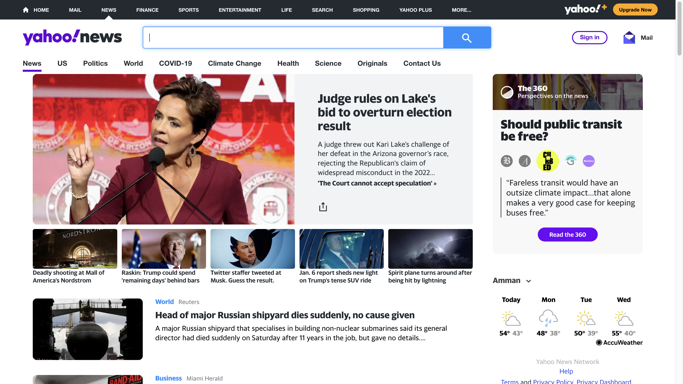 HOME MAIL NEWS FINANCE SPORTS ENTERTAINMENT LIFE SEARCH SHOPPING YAHOO PLUS MORE...
yahoo!+ Upgrade Now
yahoo!news
Sign in Mail
News US Politics World COVID-19 Climate Change Health Science Originals Contact Us
Judge rules on Lake's
bid to overturn election
result
A judge threw out Kari Lake's challenge of
her defeat in the Arizona governor's race,
rejecting the Republican's claim of
widespread misconduct in the 2022...
'The Court cannot accept speculation' »
NORDSTROM
Deadly shooting at Mall of
America's Nordstrom
Raskin: Trump could spend
'remaining days' behind bars
Twitter staffer tweeted at
Musk. Guess the result.
Jan. 6 report sheds new light
on Trump's tense SUV ride
Spirit plane turns around after
being hit by lightning
World Reuters
Head of major Russian shipyard dies suddenly, no cause given
A major Russian shipyard that specialises in building non-nuclear submarines said its general
director had died suddenly on Saturday after 11 years in the job, but gave no details....
Business Miami Herald
The 360
Perspectives on the news
Should public transit
be free?
"Fareless transit would have an
outsize climate impact...that alone
makes a very good case for keeping
buses free."
Read the 360
Amman
Today Mon Tue Wed
54° 43° 48° 38° 50° 39° 55° 40°
AccuWeather
Yahoo News Network
Help
Terms and Privacy Policy Privacy Dashboard